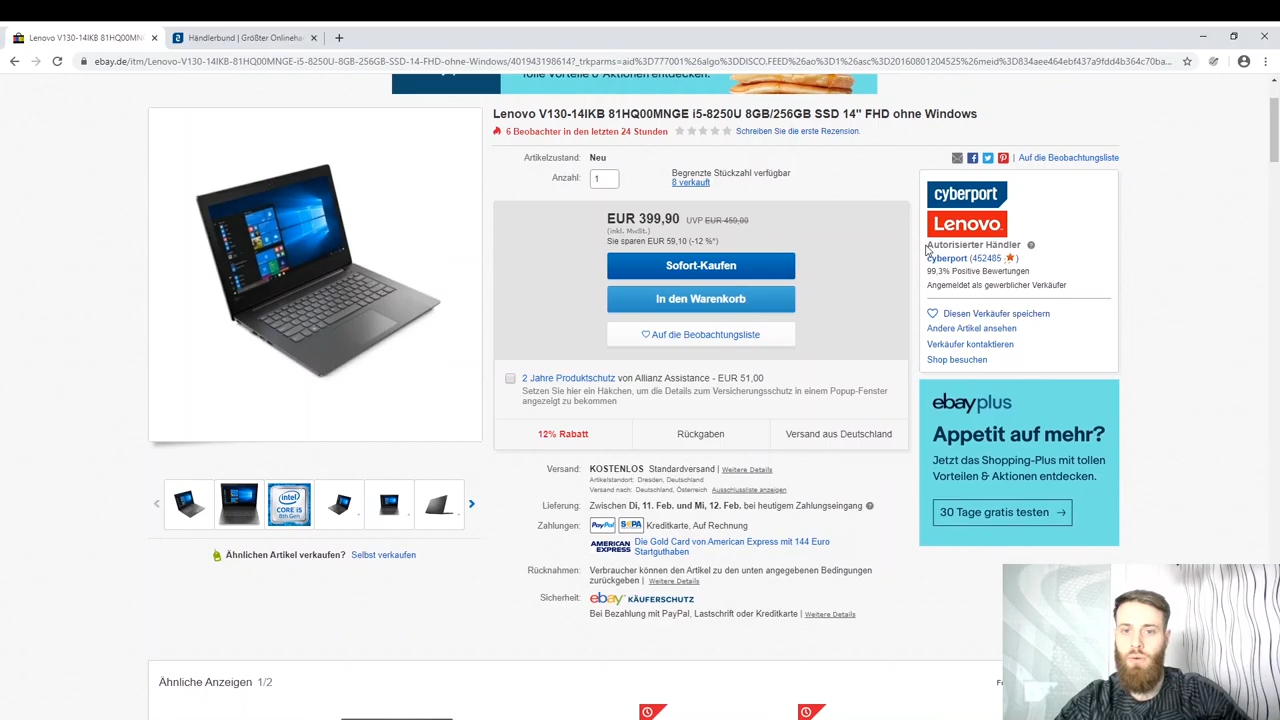 Lenovo V130-14IKB 81HQ00MN
Händlerbund | Größter Onlineha
ebay.de/itm/Lenovo-V130-14IKB-81HQ00MNGE-i5-8250U-8GB-256GB-SSD-14-FHD-ohne-Windows/401943198614?_trkparms=aid%3D777001%26algo%3DDISCO.FEED%26ao%3D1%26asc%3D20160801204525%26meid%3D834aee464ebf437a9fdd4b364c70ba...
Lenovo V130-14IKB 81HQ00MNGE i5-8250U 8GB/256GB SSD 14" FHD ohne Windows
6 Beobachter in den letzten 24 Stunden
Schreiben Sie die erste Rezension.
Artikelzustand: Neu
Auf die Beobachtungsliste
Anzahl: 1
Begrenzte Stückzahl verfügbar
8 verkauft
EUR 399,90 UVP EUR 459,00
(inkl. MwSt.)
Sie sparen EUR 59,10 (-12 %*)
Sofort-Kaufen
In den Warenkorb
Auf die Beobachtungsliste
2 Jahre Produktschutz von Allianz Assistance - EUR 51,00
Setzen Sie hier ein Häkchen, um die Details zum Versicherungsschutz in einem Popup-Fenster
angezeigt zu bekommen
12% Rabatt
Rückgaben
Versand aus Deutschland
Versand: KOSTENLOS Standardversand | Weitere Details
Artikelstandort: Dresden, Deutschland
Versand nach: Deutschland, Österreich Ausschlussliste anzeigen
Lieferung: Zwischen Di, 11. Feb. und Mi, 12. Feb. bei heutigem Zahlungseingang
Zahlungen: PayPal SEPA Kreditkarte, Auf Rechnung
AMERICAN EXPRESS Die Gold Card von American Express mit 144 Euro
Startguthaben
Rücknahmen: Verbraucher können den Artikel zu den unten angegebenen Bedingungen
zurückgeben | Weitere Details
Sicherheit: ebay KÄUFERSCHUTZ
Bei Bezahlung mit PayPal, Lastschrift oder Kreditkarte | Weitere Details
cyberport
Lenovo
Autorisierter Händler
cyberport (452485 )
99,3% Positive Bewertungen
Angemeldet als gewerblicher Verkäufer
Diesen Verkäufer speichern
Andere Artikel ansehen
Verkäufer kontaktieren
Shop besuchen
ebayplus
Appetit auf mehr?
Jetzt das Shopping-Plus mit tollen
Vorteilen & Aktionen entdecken.
30 Tage gratis testen →
intel
CORE i5
8th Gen
Ähnlichen Artikel verkaufen? Selbst verkaufen
Ähnliche Anzeigen 1/2